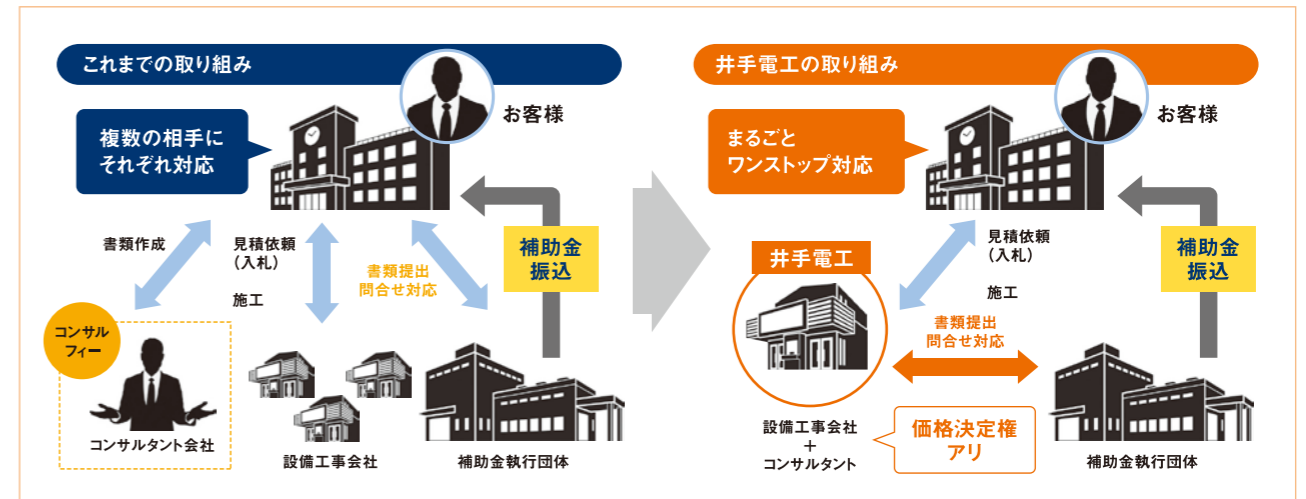 これまでの取り組み
お客様
複数の相手に
それぞれ対応
書類作成
見積依頼
(入札)
施工
書類提出
問合せ対応
補助金
振込
コンサル
フィー
コンサルタント会社
設備工事会社
補助金執行団体
井手電工の取り組み
お客様
まるごと
ワンストップ対応
井手電工
見積依頼
(入札)
施工
書類提出
問合せ対応
補助金
振込
設備工事会社
+
コンサルタント
価格決定権
アリ
補助金執行団体